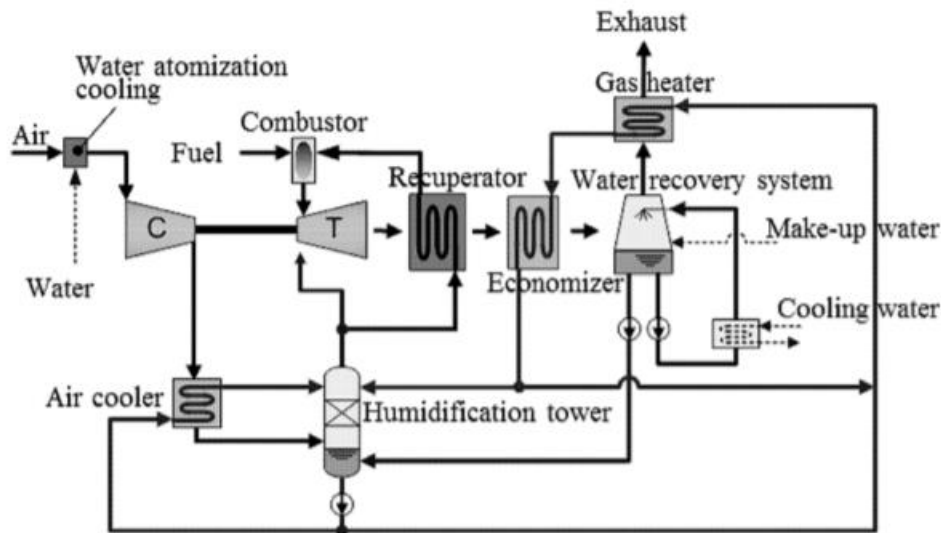 Exhaust
Gas heater
Water atomization
cooling
Air
Fuel
Combustor
Recuperator
Water recovery system
C
T
Make-up water
Water
Economizer
Cooling water
Air cooler
Humidification tower